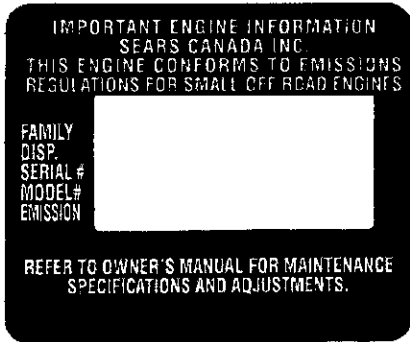 IMPORTANT ENGINE INFORMATION
SEARS CANADA INC.
THIS ENGINE CONFORMS TO EMISSIONS
REGULATIONS FOR SMALL OFF ROAD ENGINES
FAMILY
DISP.
SERIAL #
MODEL#
EMISSION
REFER TO OWNER'S MANUAL FOR MAINTENANCE
SPECIFICATIONS AND ADJUSTMENTS.